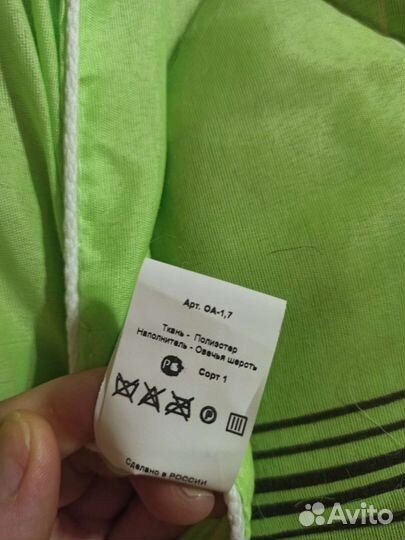 Арт. ОА-1,7
Ткань - Полиэстер
Наполнитель - Овечья шерсть
Сорт 1
P
Сделано в РОССИИ
Avito